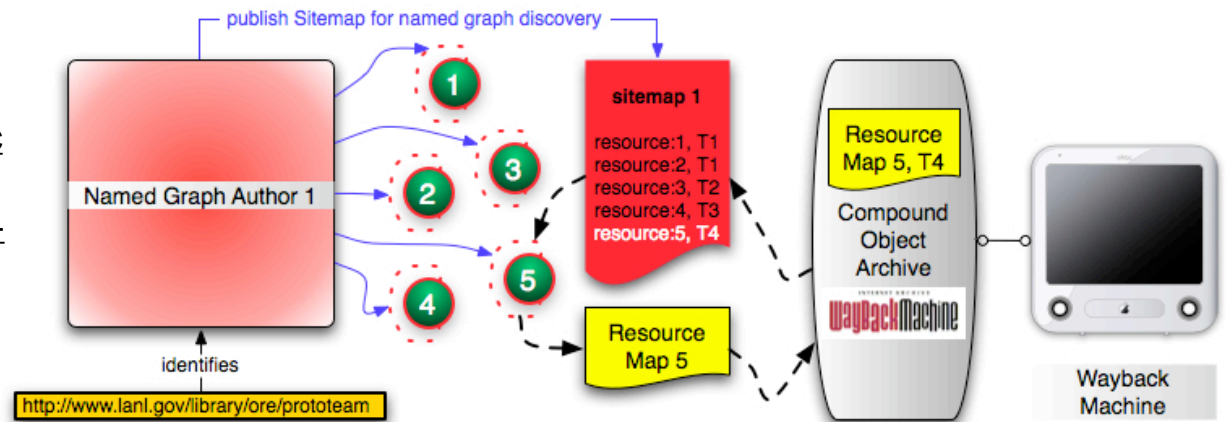 publish Sitemap for named graph discovery
Named Graph Author 1
identifies
http://www.lanl.gov/library/ore/prototeam
1
3
2
5
4
sitemap 1
resource:1, T1
resource:2, T1
resource:3, T2
resource:4, T3
resource:5, T4
Resource
Map 5
Resource
Map 5, T4
Compound
Object
Archive
INTERNET ARCHIVE
WayBackMachine
Wayback
Machine